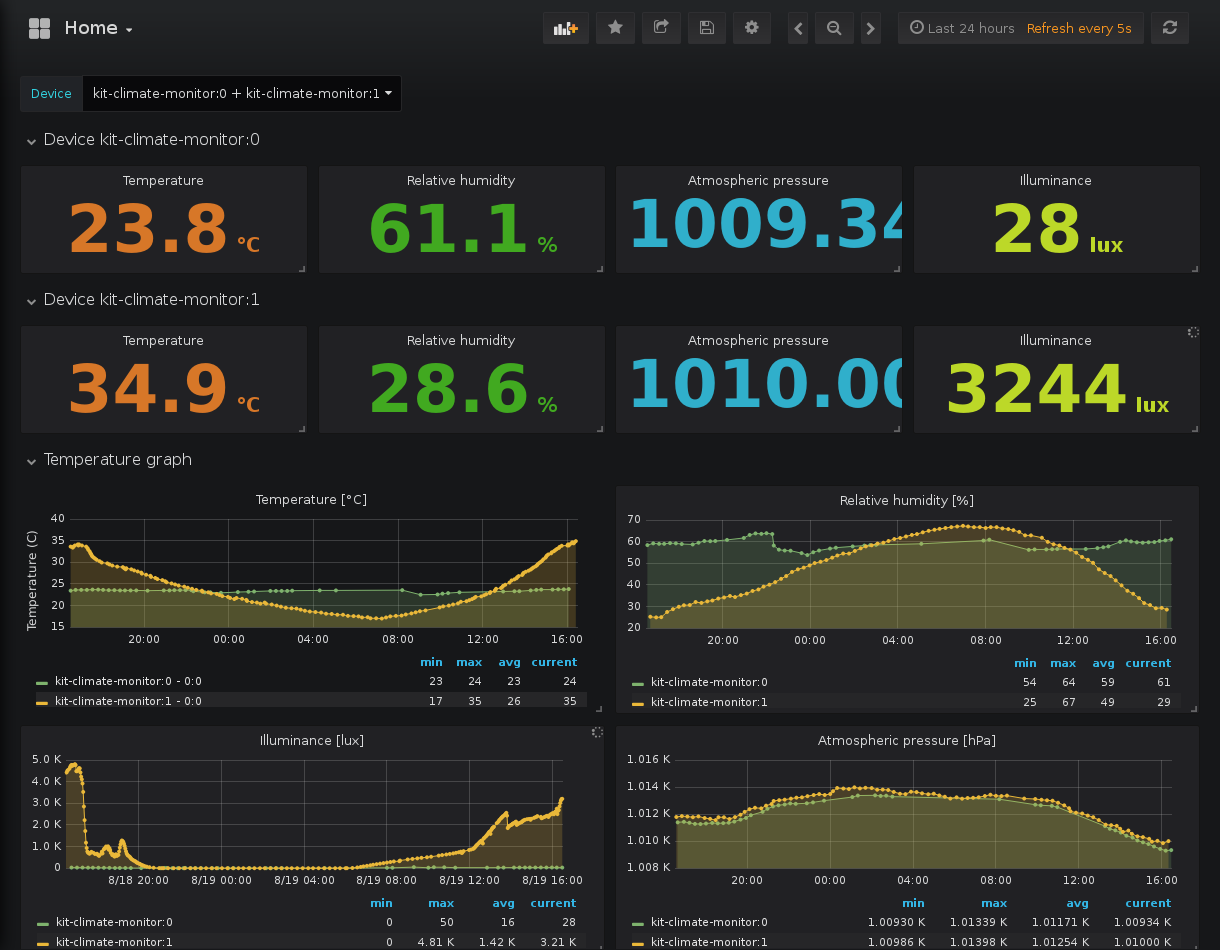 Home
Last 24 hours Refresh every 5s
Device kit-climate-monitor:0 + kit-climate-monitor:1
Device kit-climate-monitor:0
Temperature Relative humidity Atmospheric pressure Illuminance
23.8 °C 61.1 % 1009.34 28 lux
Device kit-climate-monitor:1
Temperature Relative humidity Atmospheric pressure Illuminance
34.9 °C 28.6 % 1010.00 3244 lux
Temperature graph
Temperature [°C]
Temperature (C)
40
35
30
25
20
15
20:00 00:00 04:00 08:00 12:00 16:00
min max avg current
kit-climate-monitor:0 - 0:0 23 24 23 24
kit-climate-monitor:1 - 0:0 17 35 26 35
Relative humidity [%]
70
60
50
40
30
20
20:00 00:00 04:00 08:00 12:00 16:00
min max avg current
kit-climate-monitor:0 54 64 59 61
kit-climate-monitor:1 25 67 49 29
Illuminance [lux]
5.0 K
4.0 K
3.0 K
2.0 K
1.0 K
0
8/18 20:00 8/19 00:00 8/19 04:00 8/19 08:00 8/19 12:00 8/19 16:00
min max avg current
kit-climate-monitor:0 0 50 16 28
kit-climate-monitor:1 0 4.81 K 1.42 K 3.21 K
Atmospheric pressure [hPa]
1.016 K
1.014 K
1.012 K
1.010 K
1.008 K
20:00 00:00 04:00 08:00 12:00 16:00
min max avg current
kit-climate-monitor:0 1.00930 K 1.01339 K 1.01171 K 1.00934 K
kit-climate-monitor:1 1.00986 K 1.01398 K 1.01254 K 1.01000 K